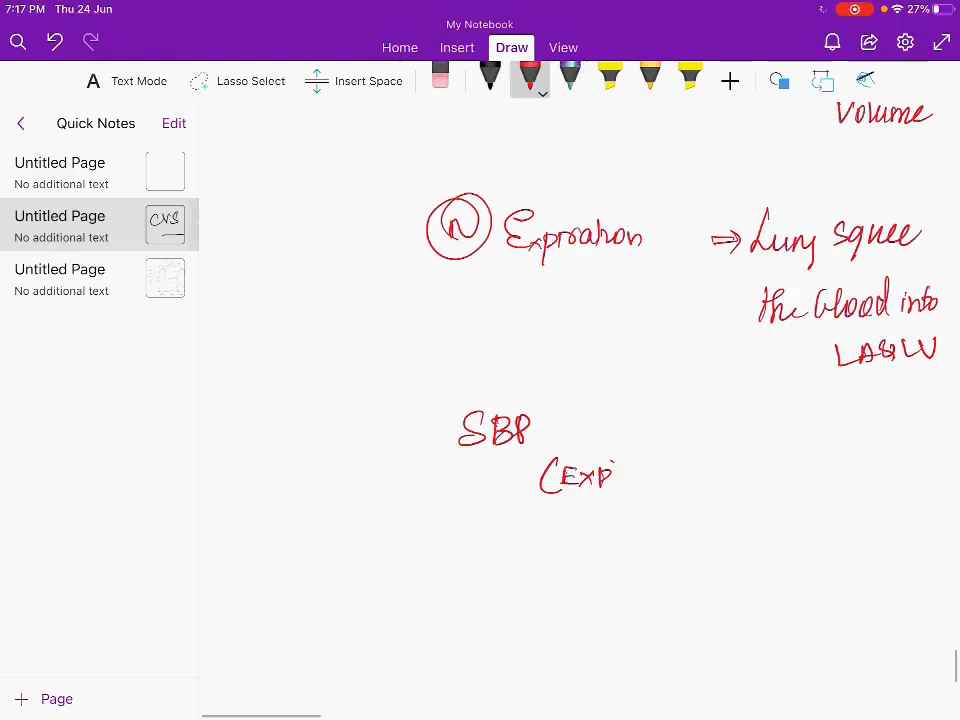 7:17 PM Thu 24 Jun
27%
My Notebook
Home Insert Draw View
Text Mode Lasso Select Insert Space
Quick Notes Edit
Untitled Page
No additional text
Untitled Page
No additional text
CNS
Untitled Page
No additional text
Volume
N Expiration ⇒ Lung squee
the blood into
LA & LV
SBP
(EXP
+ Page